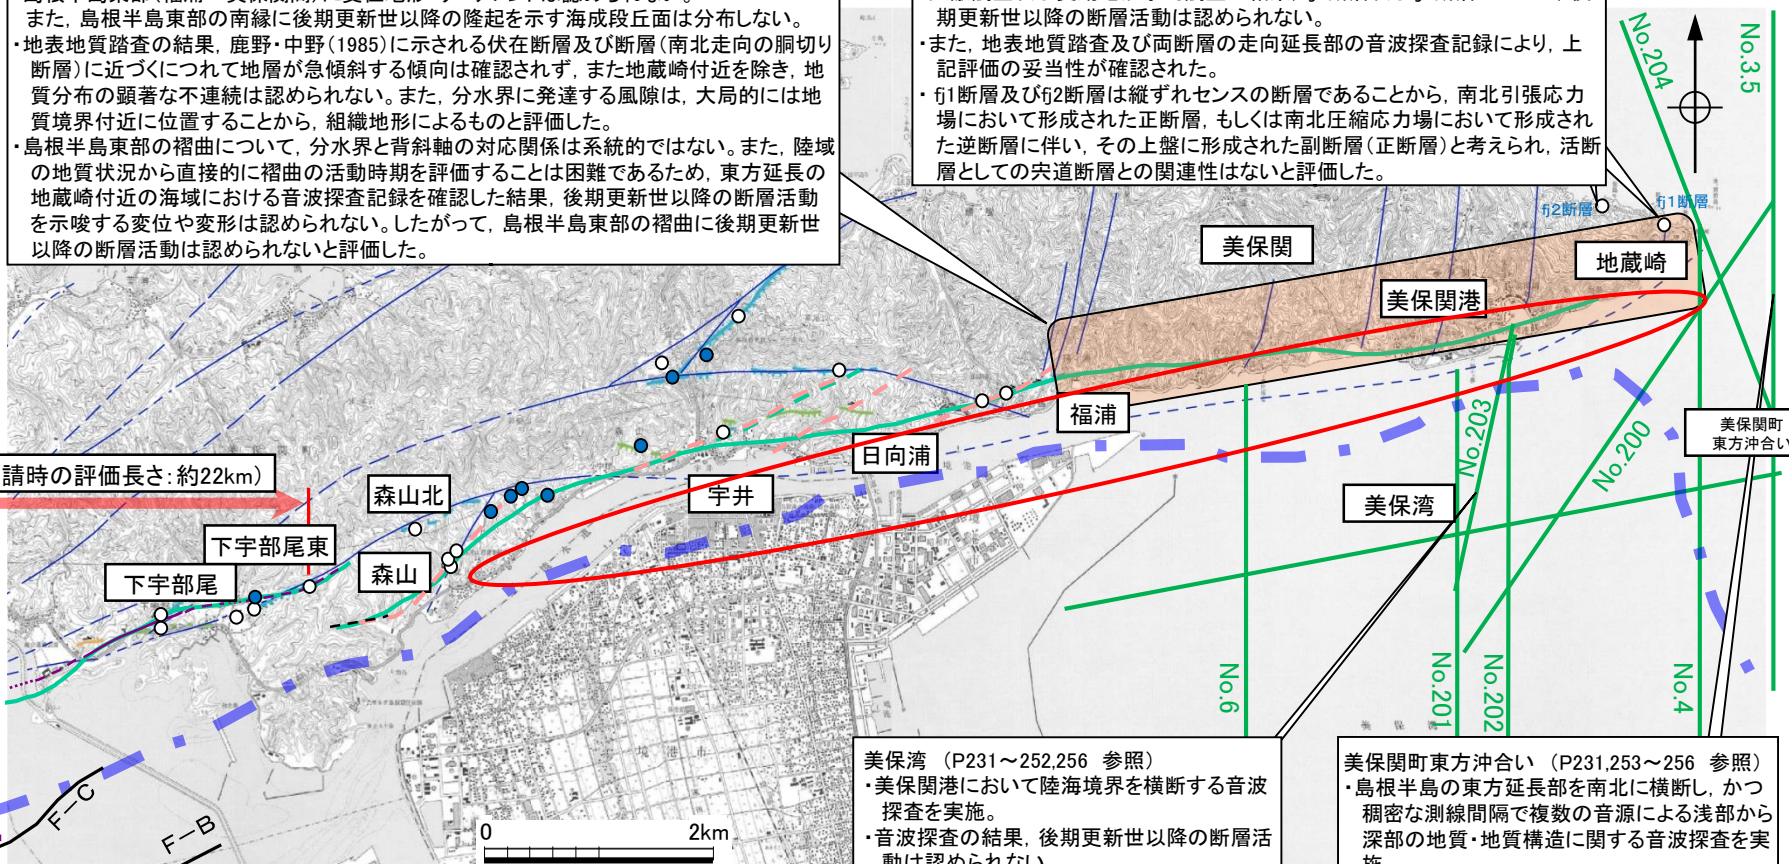 また，島根半島東部の南縁に後期更新世以降の隆起を示す海成段丘面は分布しない。
・地表地質踏査の結果，鹿野・中野(1985)に示される伏在断層及び断層(南北走向の胴切り
断層)に近づくにつれて地層が急傾斜する傾向は確認されず，また地蔵崎付近を除き，地
質分布の顕著な不連続は認められない。また，分水界に発達する風隙は，大局的には地
質境界付近に位置することから，組織地形によるものと評価した。
・島根半島東部の褶曲について，分水界と背斜軸の対応関係は系統的ではない。また，陸域
の地質状況から直接的に褶曲の活動時期を評価することは困難であるため，東方延長の
地蔵崎付近の海域における音波探査記録を確認した結果，後期更新世以降の断層活動
を示唆する変位や変形は認められない。したがって，島根半島東部の褶曲に後期更新世
以降の断層活動は認められないと評価した。
期更新世以降の断層活動は認められない。
・また，地表地質踏査及び両断層の走向延長部の音波探査記録により，上
記評価の妥当性が確認された。
・fj1断層及びfj2断層は縦ずれセンスの断層であることから，南北引張応力
場において形成された正断層，もしくは南北圧縮応力場において形成され
た逆断層に伴い，その上盤に形成された副断層(正断層)と考えられ，活断
層としての宍道断層との関連性はないと評価した。
No.204
No.3.5
fj2断層
fj1断層
美保関
地蔵崎
美保関港
福浦
美保関町
東方沖合い
日向浦
No.203
No.200
請時の評価長さ：約22km)
森山北
宇井
美保湾
下宇部尾東
森山
下宇部尾
No.6
No.201
No.202
No.4
境港市
F-C
F-B
0
2km
美保湾 (P231～252,256 参照)
・美保関港において陸海境界を横断する音波
探査を実施。
・音波探査の結果，後期更新世以降の断層活
動は認められない
美保関町東方沖合い (P231,253～256 参照)
・島根半島の東方延長部を南北に横断し，かつ
稠密な測線間隔で複数の音源による浅部から
深部の地質・地質構造に関する音波探査を実
施